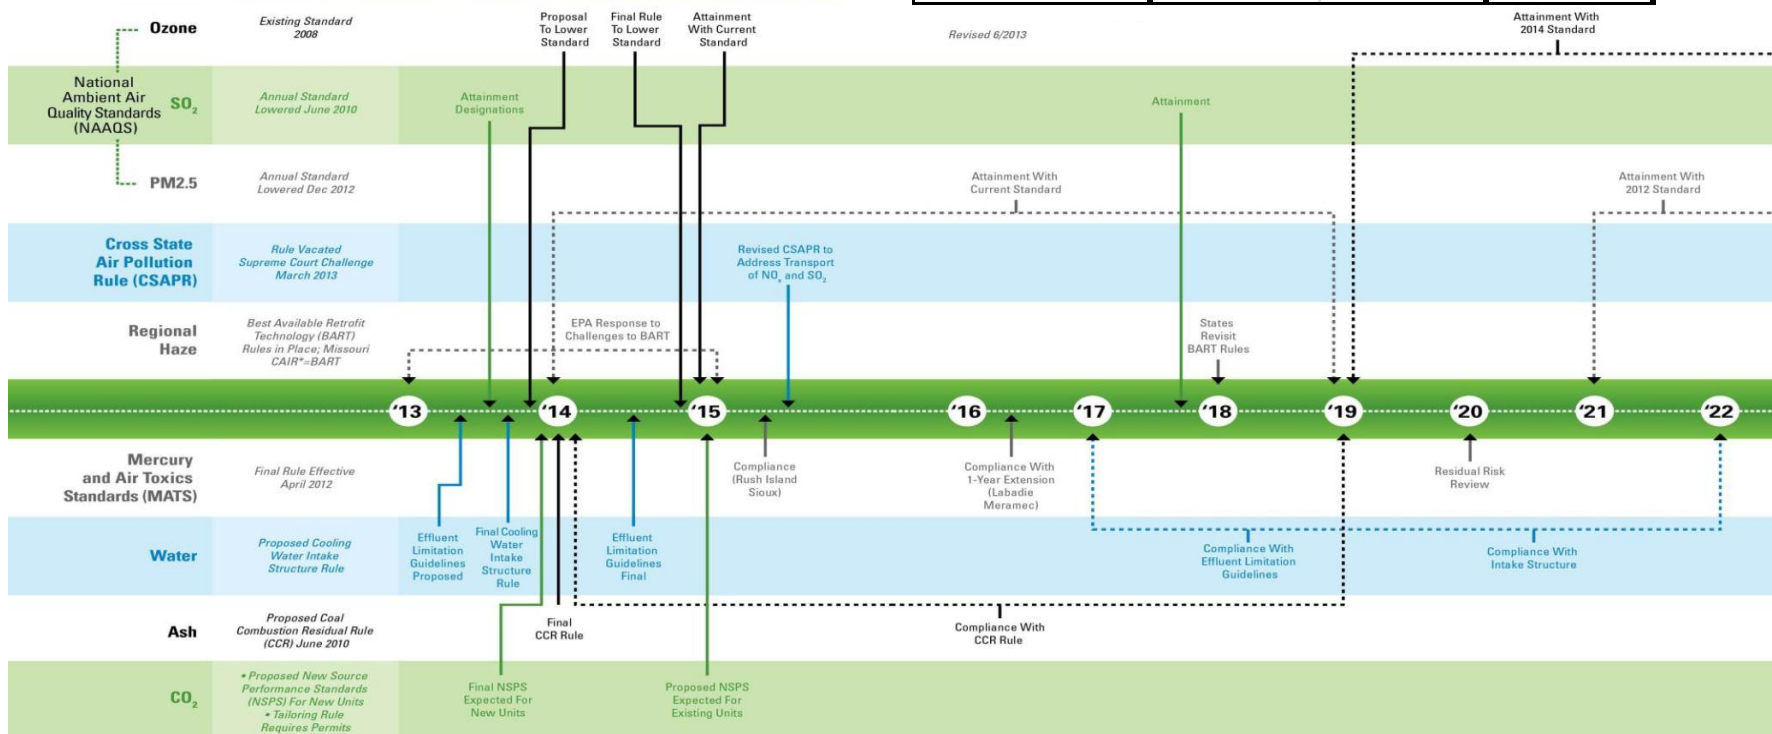 Ozone
Existing Standard
2008
Proposal
To Lower
Standard
Final Rule
To Lower
Standard
Attainment
With Current
Standard
Revised 6/2013
Attainment With
2014 Standard
National
Ambient Air
Quality Standards
(NAAQS)
SO2
Annual Standard
Lowered June 2010
Attainment
Designations
Attainment
PM2.5
Annual Standard
Lowered Dec 2012
Attainment With
Current Standard
Attainment With
2012 Standard
Cross State
Air Pollution
Rule (CSAPR)
Rule Vacated
Supreme Court Challenge
March 2013
Revised CSAPR to
Address Transport
of NOx and SO2
Regional
Haze
Best Available Retrofit
Technology (BART)
Rules in Place; Missouri
CAIR*=BART
EPA Response to
Challenges to BART
States
Revisit
BART Rules
'13 '14 '15 '16 '17 '18 '19 '20 '21 '22
Mercury
and Air Toxics
Standards (MATS)
Final Rule Effective
April 2012
Compliance
(Rush Island
Sioux)
Compliance With
1-Year Extension
(Labadie
Meramec)
Residual Risk
Review
Water
Proposed Cooling
Water Intake
Structure Rule
Effluent
Limitation
Guidelines
Proposed
Final Cooling
Water
Intake
Structure
Rule
Effluent
Limitation
Guidelines
Final
Compliance With
Effluent Limitation
Guidelines
Compliance With
Intake Structure
Ash
Proposed Coal
Combustion Residual Rule
(CCR) June 2010
Final
CCR Rule
Compliance With
CCR Rule
CO2
• Proposed New Source
Performance Standards
(NSPS) For New Units
• Tailoring Rule
Requires Permits
Final NSPS
Expected For
New Units
Proposed NSPS
Expected For
Existing Units